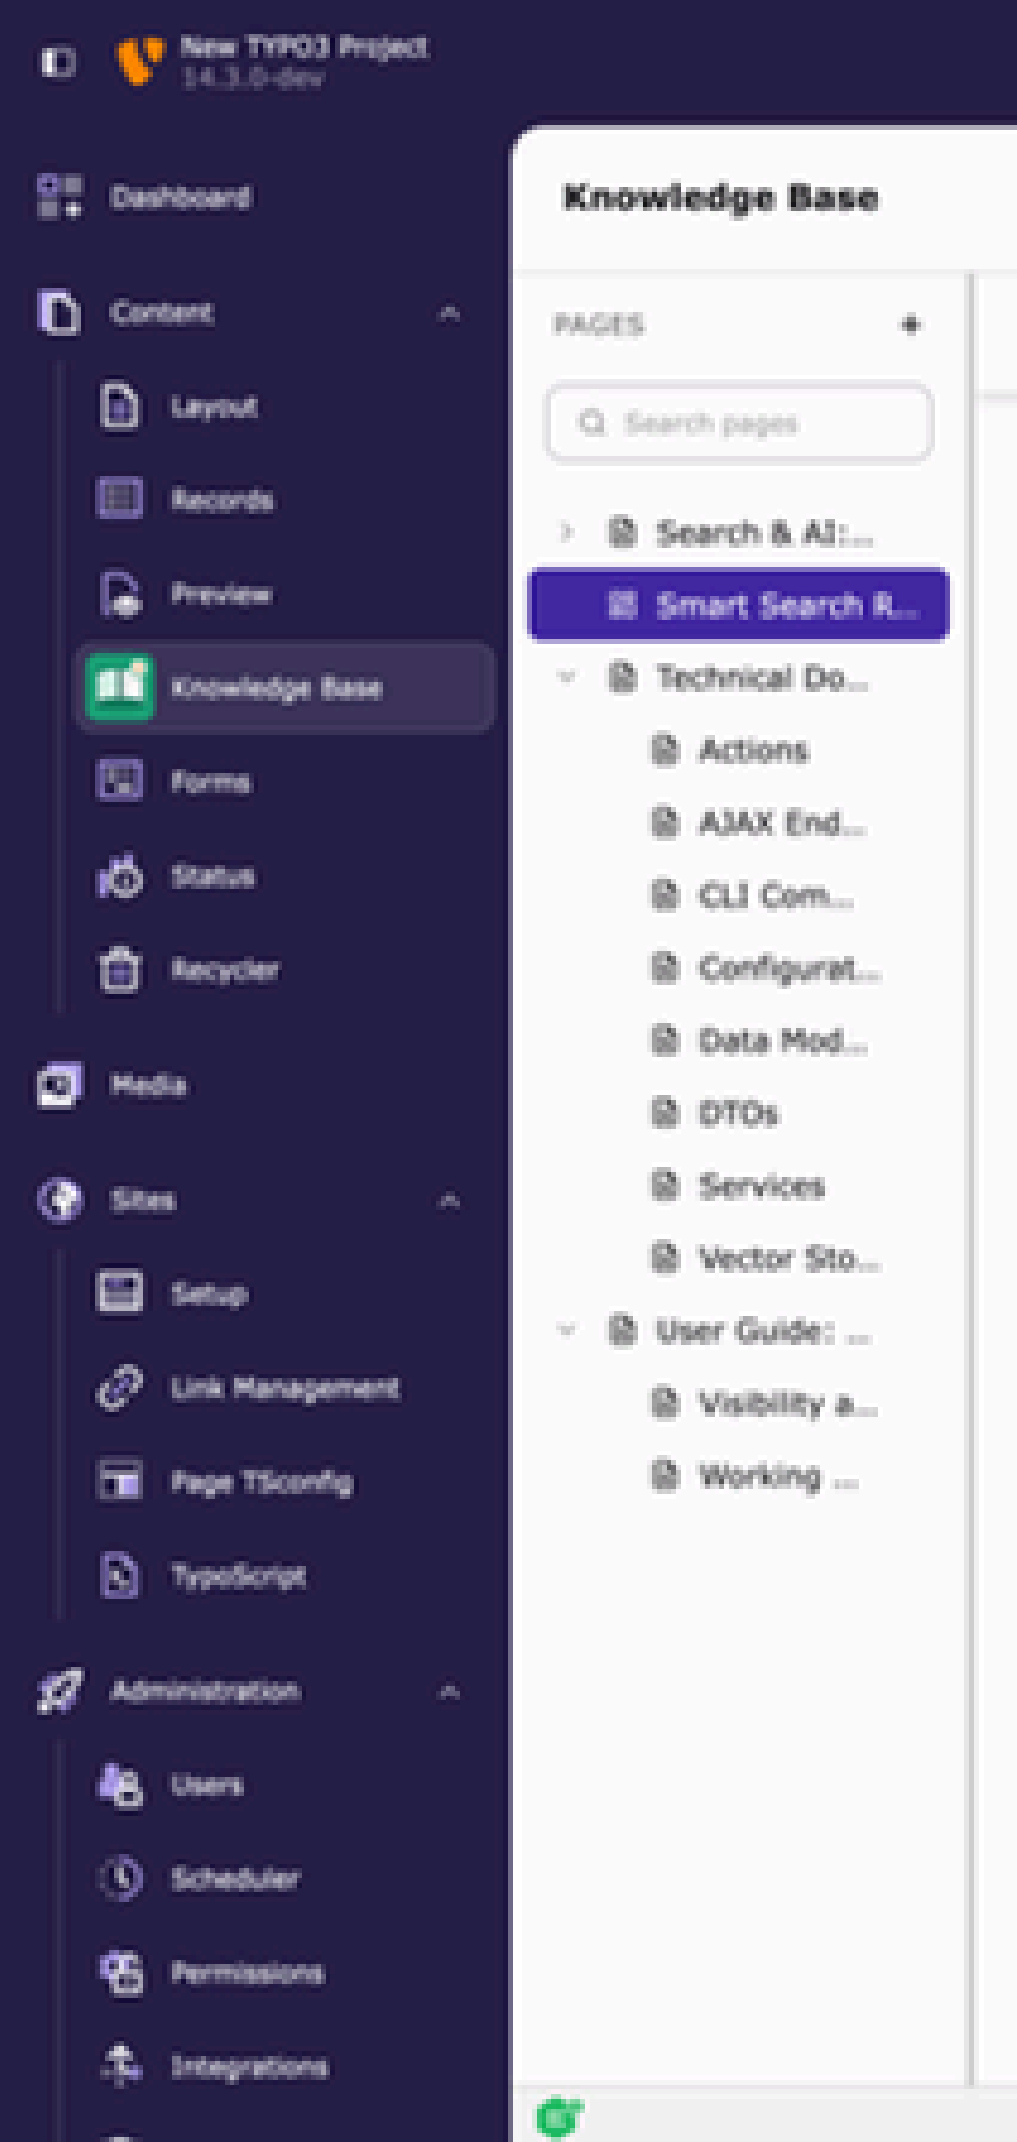 New TYPO3 Project
14.3.0-dev
Dashboard
Content
Layout
Records
Preview
Knowledge Base
Forms
Status
Recycler
Media
Sites
Setup
Link Management
Page TSconfig
TypoScript
Administration
Users
Scheduler
Permissions
Integrations
Knowledge Base
PAGES
Search pages
Search & AI:...
Smart Search R...
Technical Do...
Actions
AJAX End...
CLI Com...
Configurat...
Data Mod...
DTOs
Services
Vector Sto...
User Guide: ...
Visibility a...
Working ...